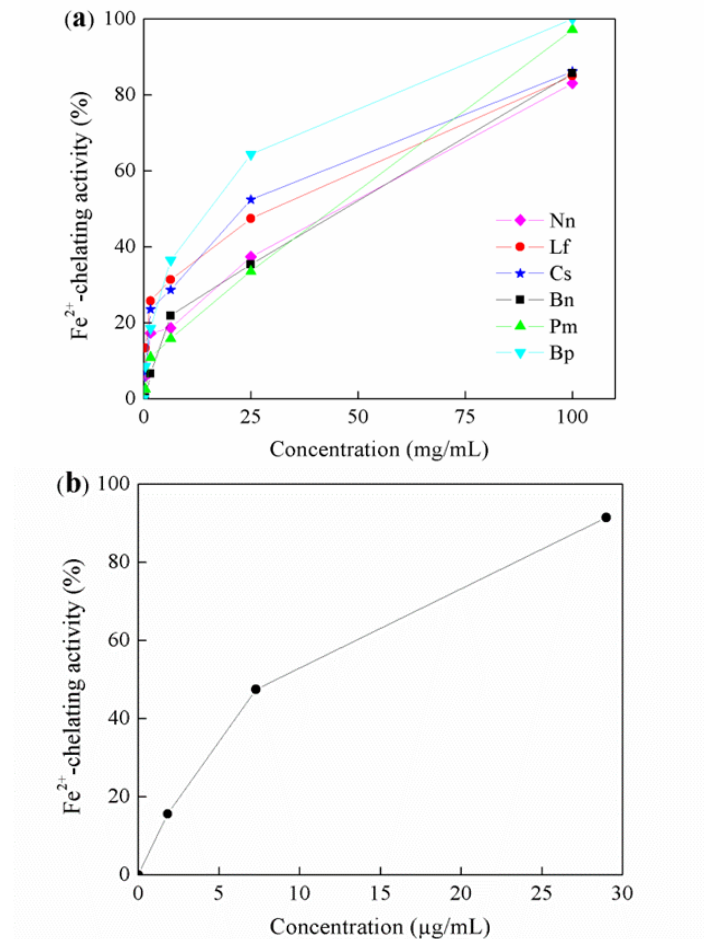 (a)
100
80
60
40
20
0
Fe²⁺-chelating activity (%)
Nn
Lf
Cs
Bn
Pm
Bp
0 25 50 75 100
Concentration (mg/mL)
(b)
100
80
60
40
20
0
Fe²⁺-chelating activity (%)
0 5 10 15 20 25 30
Concentration (µg/mL)